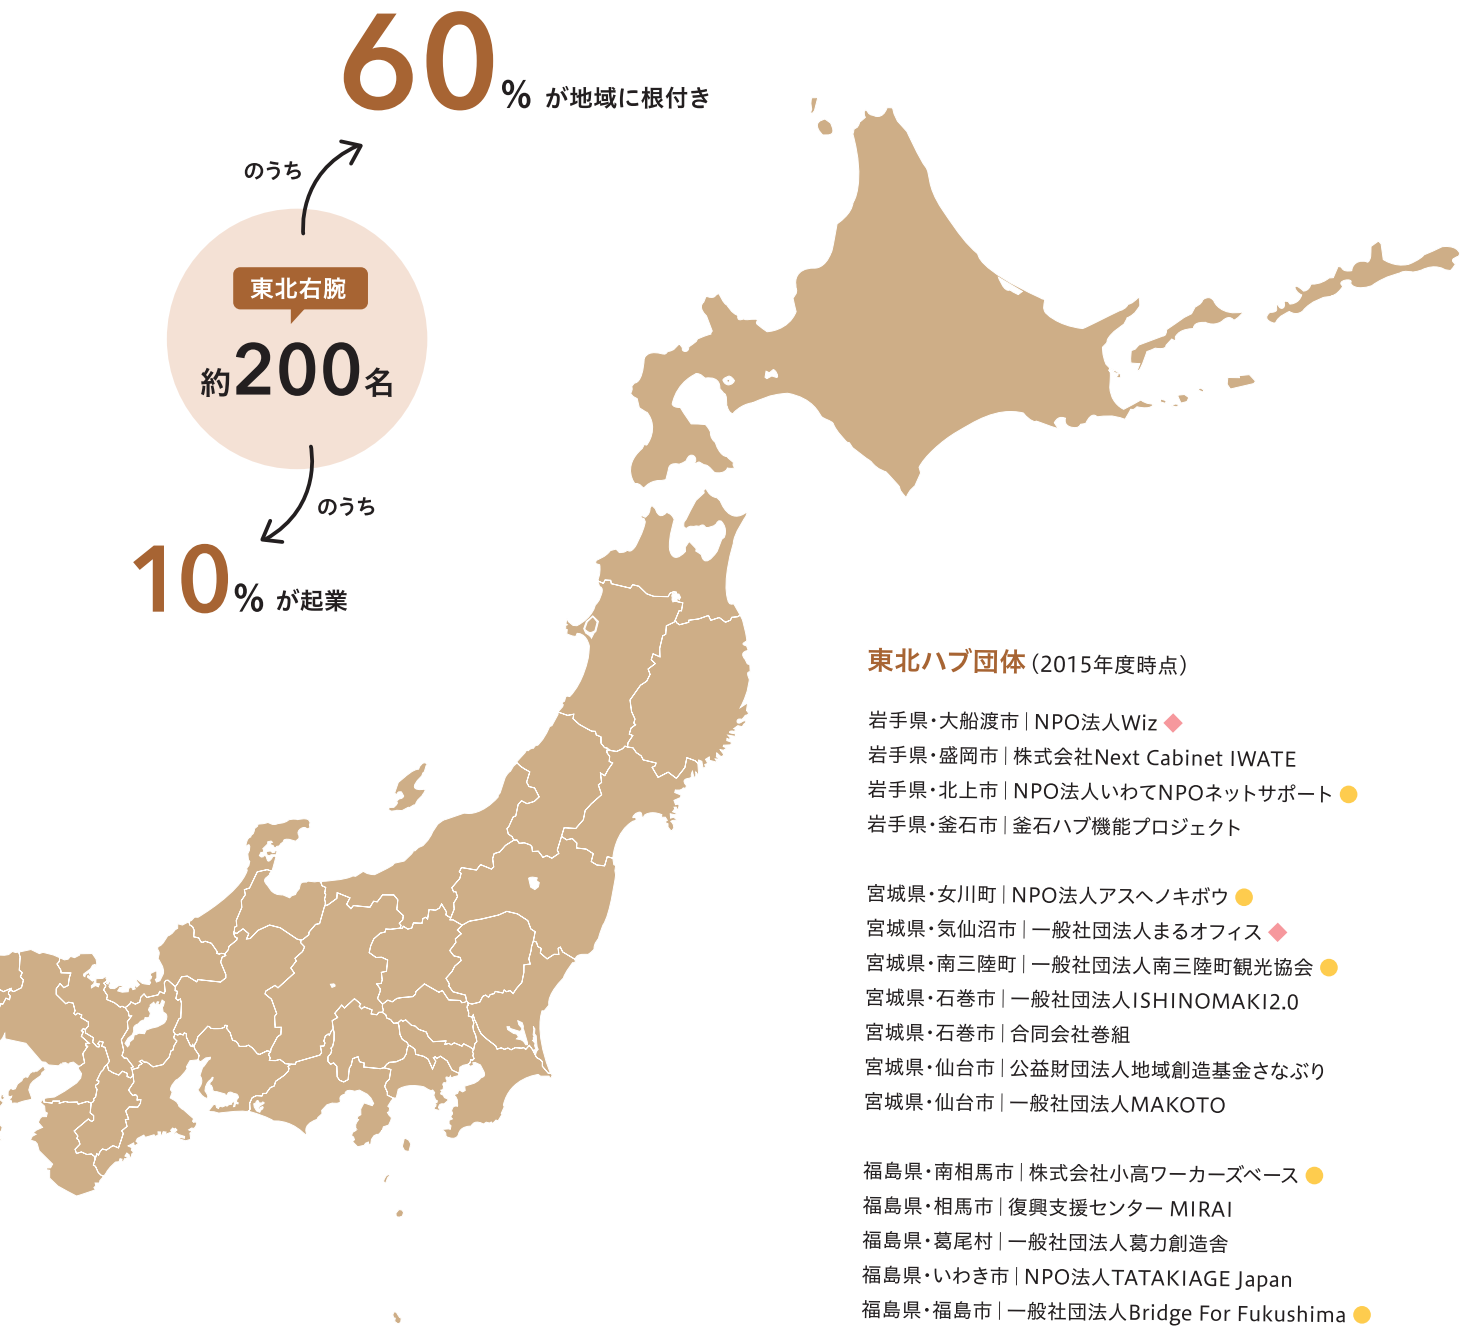 60% が地域に根付き
のうち
東北右腕
約200名
のうち
10% が起業
東北ハブ団体（2015年度時点）
岩手県・大船渡市｜NPO法人Wiz
岩手県・盛岡市｜株式会社Next Cabinet IWATE
岩手県・北上市｜NPO法人いわてNPOネットサポート
岩手県・釜石市｜釜石ハブ機能プロジェクト
宮城県・女川町｜NPO法人アスヘノキボウ
宮城県・気仙沼市｜一般社団法人まるオフィス
宮城県・南三陸町｜一般社団法人南三陸町観光協会
宮城県・石巻市｜一般社団法人ISHINOMAKI2.0
宮城県・石巻市｜合同会社巻組
宮城県・仙台市｜公益財団法人地域創造基金さなぶり
宮城県・仙台市｜一般社団法人MAKOTO
福島県・南相馬市｜株式会社小高ワーカーズベース
福島県・相馬市｜復興支援センター MIRAI
福島県・葛尾村｜一般社団法人葛力創造舎
福島県・いわき市｜NPO法人TATAKIAGE Japan
福島県・福島市｜一般社団法人Bridge For Fukushima